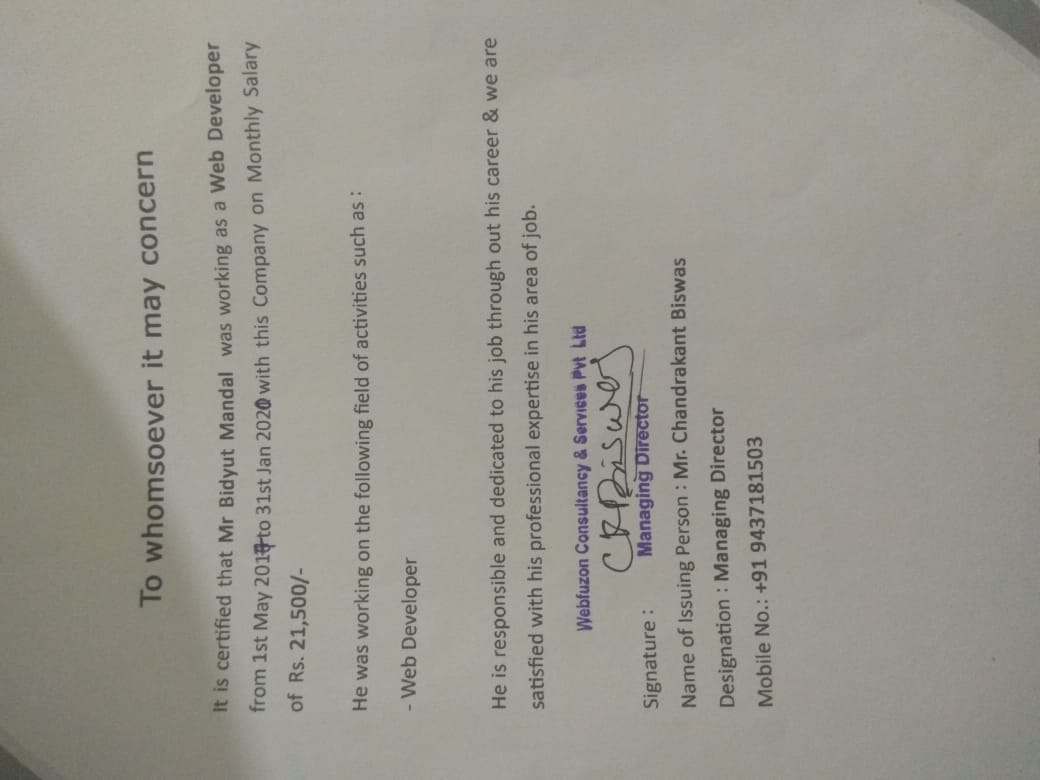 To whomsoever it may concern
It is certified that Mr Bidyut Mandal was working as a Web Developer
from 1st May to 31st Jan 2020 with this Company on Monthly Salary
of Rs. 21,500/-
He was working on the following field of activities such as :
- Web Developer
He is responsible and dedicated to his job through out his career & we are
satisfied with his professional expertise in his area of job.
Webfuzon Consultancy & Services Pvt Ltd
CRBiswas
Signature :
Managing Director
Name of Issuing Person : Mr. Chandrakant Biswas
Designation : Managing Director
Mobile No.: +91 9437181503